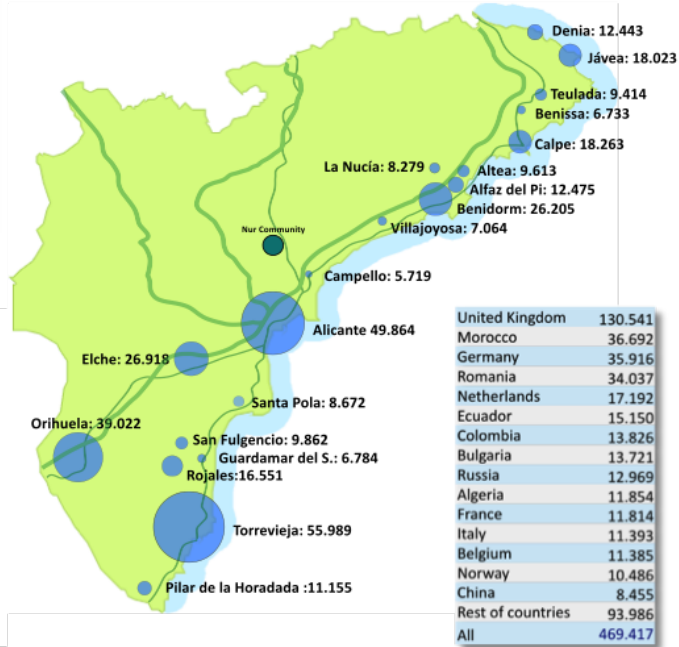 Denia: 12.443
Jávea: 18.023
Teulada: 9.414
Benissa: 6.733
Calpe: 18.263
La Nucía: 8.279
Altea: 9.613
Alfaz del Pi: 12.475
Benidorm: 26.205
Villajoyosa: 7.064
Nur Community
Campello: 5.719
Alicante 49.864
Elche: 26.918
Santa Pola: 8.672
Orihuela: 39.022
San Fulgencio: 9.862
Guardamar del S.: 6.784
Rojales:16.551
Torrevieja: 55.989
Pilar de la Horadada :11.155
United Kingdom 130.541
Morocco 36.692
Germany 35.916
Romania 34.037
Netherlands 17.192
Ecuador 15.150
Colombia 13.826
Bulgaria 13.721
Russia 12.969
Algeria 11.854
France 11.814
Italy 11.393
Belgium 11.385
Norway 10.486
China 8.455
Rest of countries 93.986
All 469.417